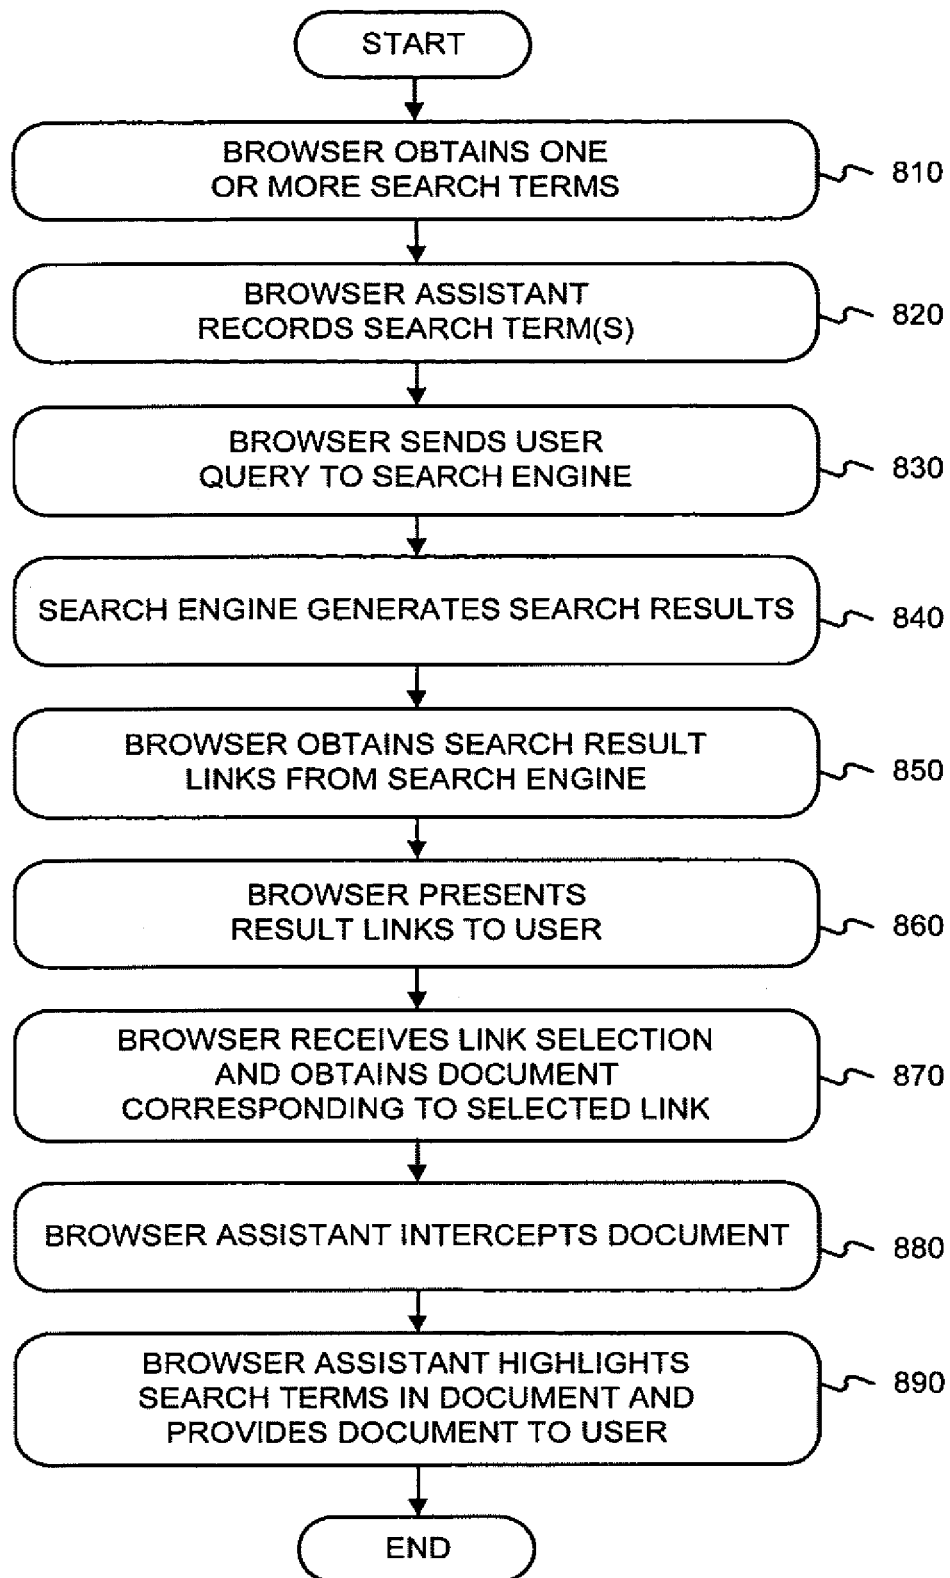 START
BROWSER OBTAINS ONE
OR MORE SEARCH TERMS
810
BROWSER ASSISTANT
RECORDS SEARCH TERM(S)
820
BROWSER SENDS USER
QUERY TO SEARCH ENGINE
830
SEARCH ENGINE GENERATES SEARCH RESULTS
840
BROWSER OBTAINS SEARCH RESULT
LINKS FROM SEARCH ENGINE
850
BROWSER PRESENTS
RESULT LINKS TO USER
860
BROWSER RECEIVES LINK SELECTION
AND OBTAINS DOCUMENT
CORRESPONDING TO SELECTED LINK
870
BROWSER ASSISTANT INTERCEPTS DOCUMENT
880
BROWSER ASSISTANT HIGHLIGHTS
SEARCH TERMS IN DOCUMENT AND
PROVIDES DOCUMENT TO USER
890
END